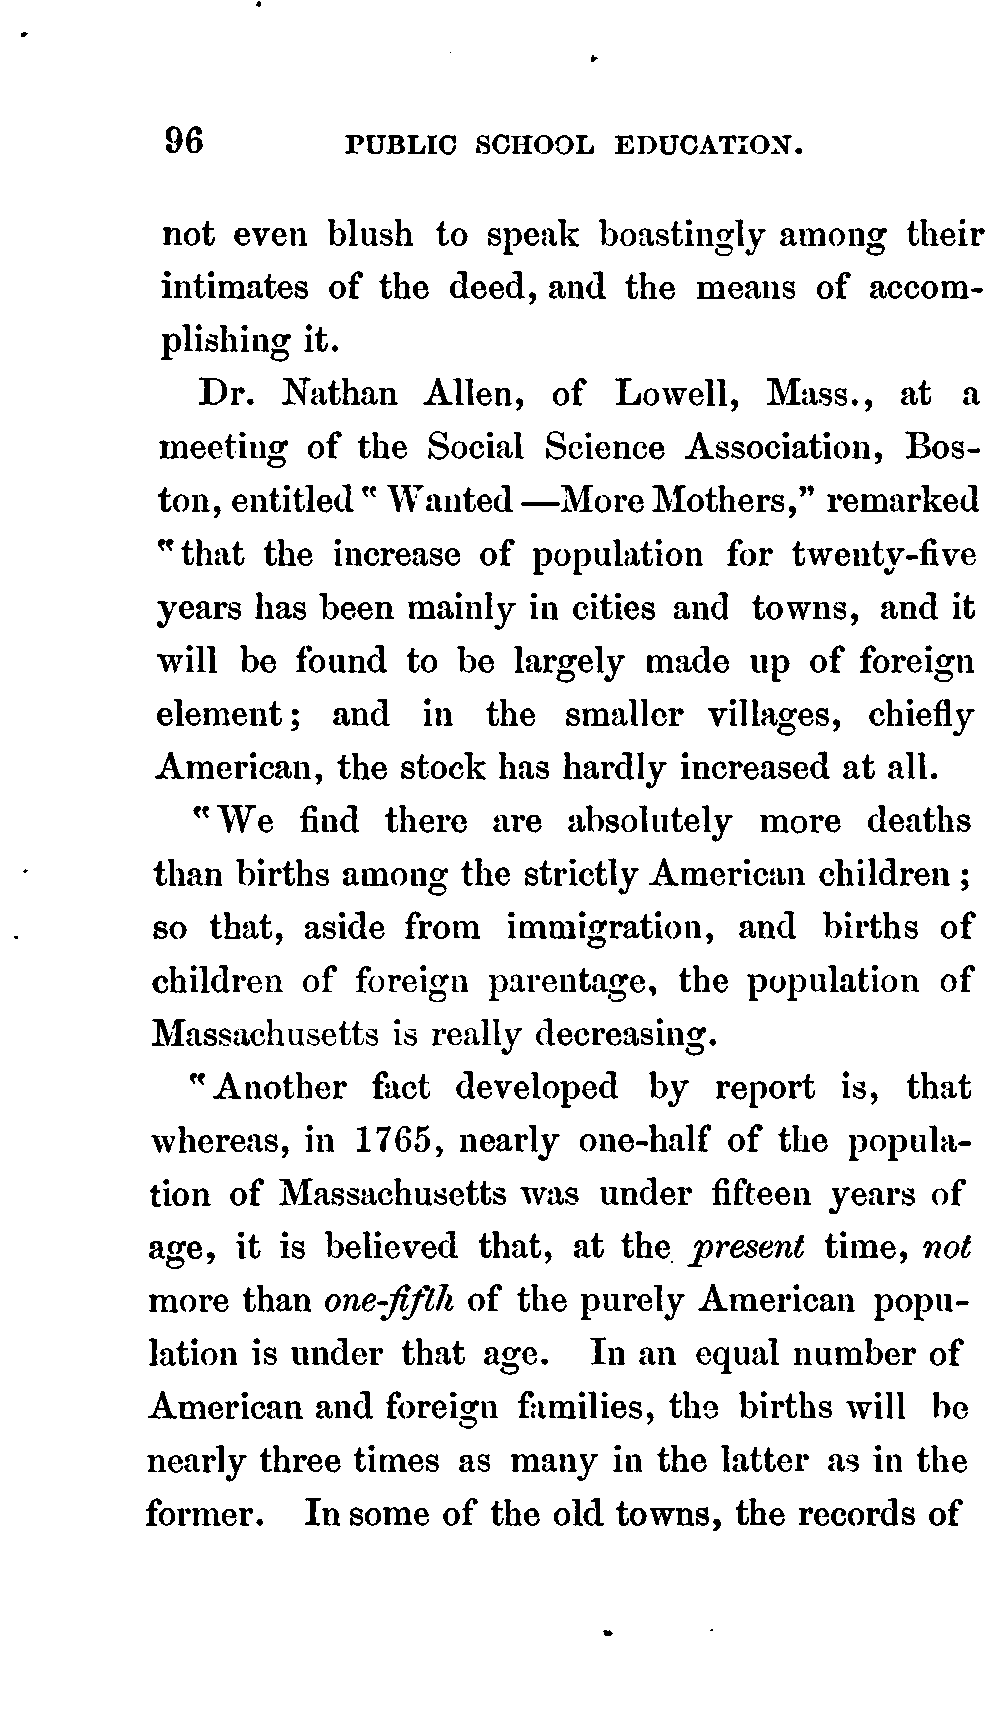 96 PUBLIC SCHOOL EDUCATION.
not even blush to speak boastingly among their
intimates of the deed, and the means of accom-
plishing it.
Dr. Nathan Allen, of Lowell, Mass., at a
meeting of the Social Science Association, Bos-
ton, entitled "Wanted—More Mothers," remarked
"that the increase of population for twenty-five
years has been mainly in cities and towns, and it
will be found to be largely made up of foreign
element; and in the smaller villages, chiefly
American, the stock has hardly increased at all.
"We find there are absolutely more deaths
than births among the strictly American children;
so that, aside from immigration, and births of
children of foreign parentage, the population of
Massachusetts is really decreasing.
"Another fact developed by report is, that
whereas, in 1765, nearly one-half of the popula-
tion of Massachusetts was under fifteen years of
age, it is believed that, at the present time, not
more than one-fifth of the purely American popu-
lation is under that age. In an equal number of
American and foreign families, the births will be
nearly three times as many in the latter as in the
former. In some of the old towns, the records of